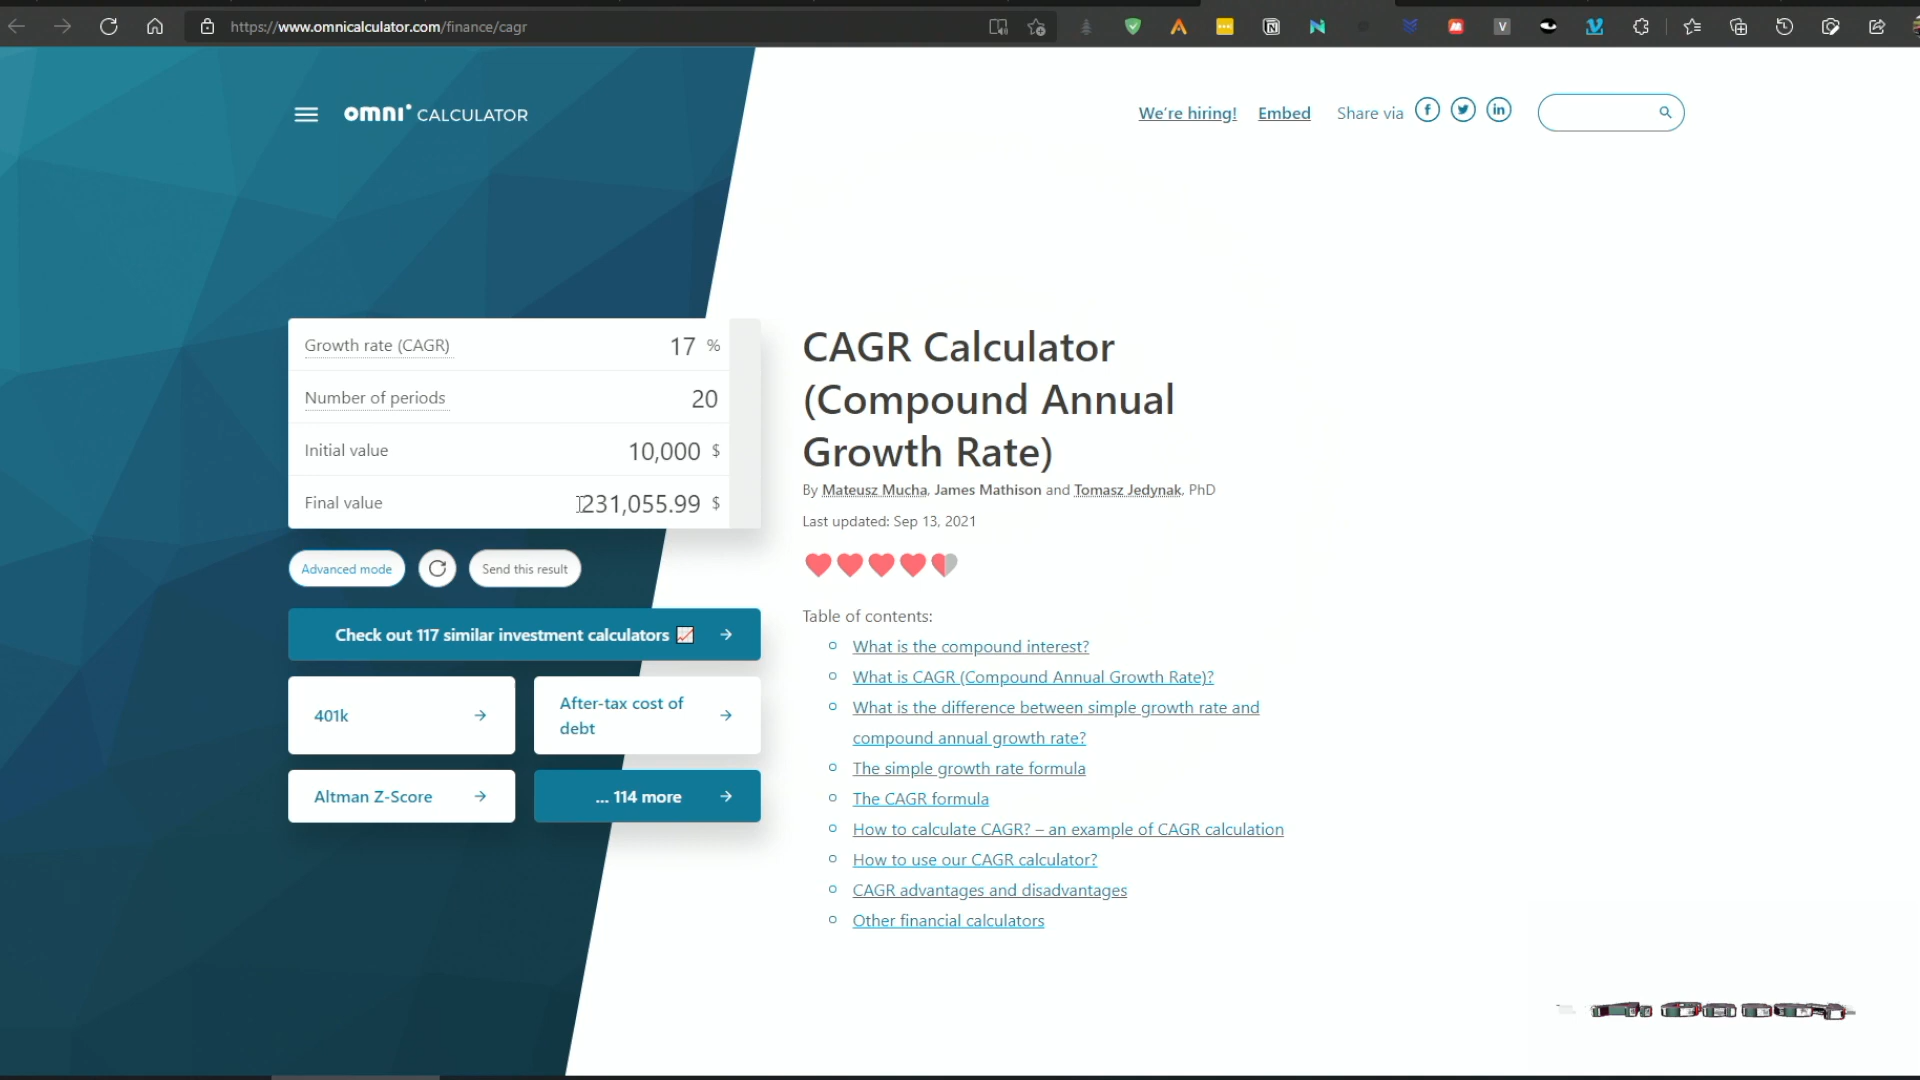 https://www.omnicalculator.com/finance/cagr
omni CALCULATOR
We're hiring!
Embed
Share via
Growth rate (CAGR)
17 %
Number of periods
20
Initial value
10,000 $
Final value
231,055.99 $
Advanced mode
Send this result
Check out 117 similar investment calculators
401k
After-tax cost of
debt
Altman Z-Score
... 114 more
CAGR Calculator
(Compound Annual
Growth Rate)
By Mateusz Mucha, James Mathison and Tomasz Jedynak, PhD
Last updated: Sep 13, 2021
Table of contents:
What is the compound interest?
What is CAGR (Compound Annual Growth Rate)?
What is the difference between simple growth rate and
compound annual growth rate?
The simple growth rate formula
The CAGR formula
How to calculate CAGR? – an example of CAGR calculation
How to use our CAGR calculator?
CAGR advantages and disadvantages
Other financial calculators